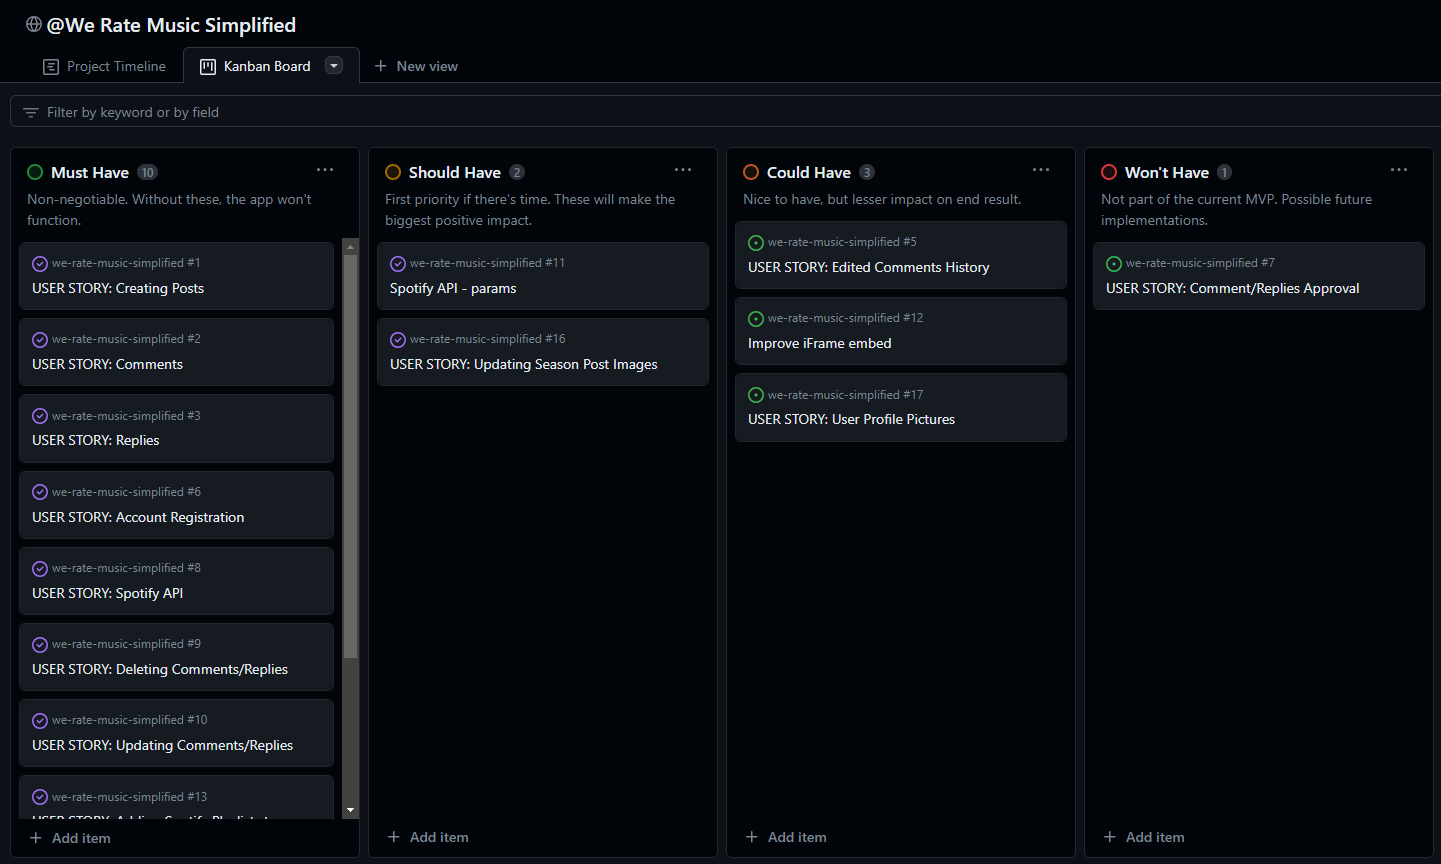 @We Rate Music Simplified
Project Timeline
Kanban Board
New view
Filter by keyword or by field
Must Have 10
Non-negotiable. Without these, the app won't
function.
we-rate-music-simplified #1
USER STORY: Creating Posts
we-rate-music-simplified #2
USER STORY: Comments
we-rate-music-simplified #3
USER STORY: Replies
we-rate-music-simplified #6
USER STORY: Account Registration
we-rate-music-simplified #8
USER STORY: Spotify API
we-rate-music-simplified #9
USER STORY: Deleting Comments/Replies
we-rate-music-simplified #10
USER STORY: Updating Comments/Replies
we-rate-music-simplified #13
USER STORY: Adding Spotify
Add item
Should Have 2
First priority if there's time. These will make the
biggest positive impact.
we-rate-music-simplified #11
Spotify API - params
we-rate-music-simplified #16
USER STORY: Updating Season Post Images
Add item
Could Have 3
Nice to have, but lesser impact on end result.
we-rate-music-simplified #5
USER STORY: Edited Comments History
we-rate-music-simplified #12
Improve iFrame embed
we-rate-music-simplified #17
USER STORY: User Profile Pictures
Add item
Won't Have 1
Not part of the current MVP. Possible future
implementations.
we-rate-music-simplified #7
USER STORY: Comment/Replies Approval
Add item